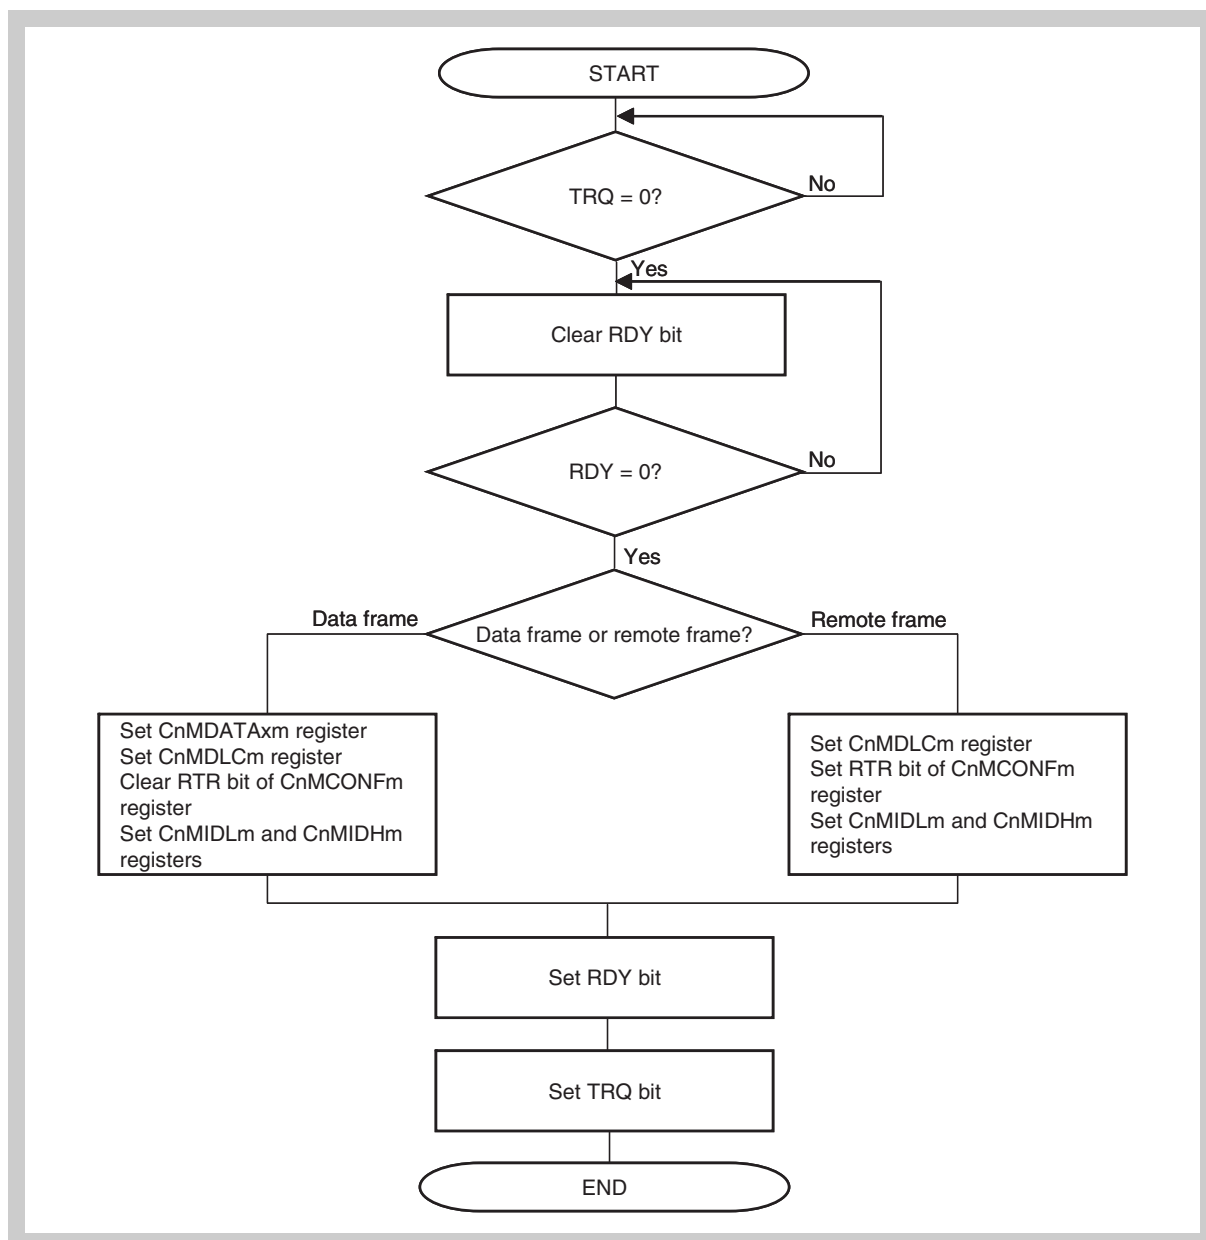 START
TRQ = 0?
No
Yes
Clear RDY bit
RDY = 0?
No
Yes
Data frame
Data frame or remote frame?
Remote frame
Set CnMDATAxm register
Set CnMDLCm register
Clear RTR bit of CnMCONFm
register
Set CnMIDLm and CnMIDHm
registers
Set CnMDLCm register
Set RTR bit of CnMCONFm
register
Set CnMIDLm and CnMIDHm
registers
Set RDY bit
Set TRQ bit
END